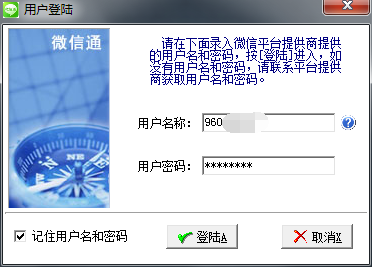 用户登陆
微信通
请在下面录入微信平台提供商提供
的用户名和密码，按[登陆]进入，如
没有用户名和密码，请联系平台提供
商获取用户名和密码。
用户名称： 960
用户密码： ********
记住用户名和密码
登陆A
取消X